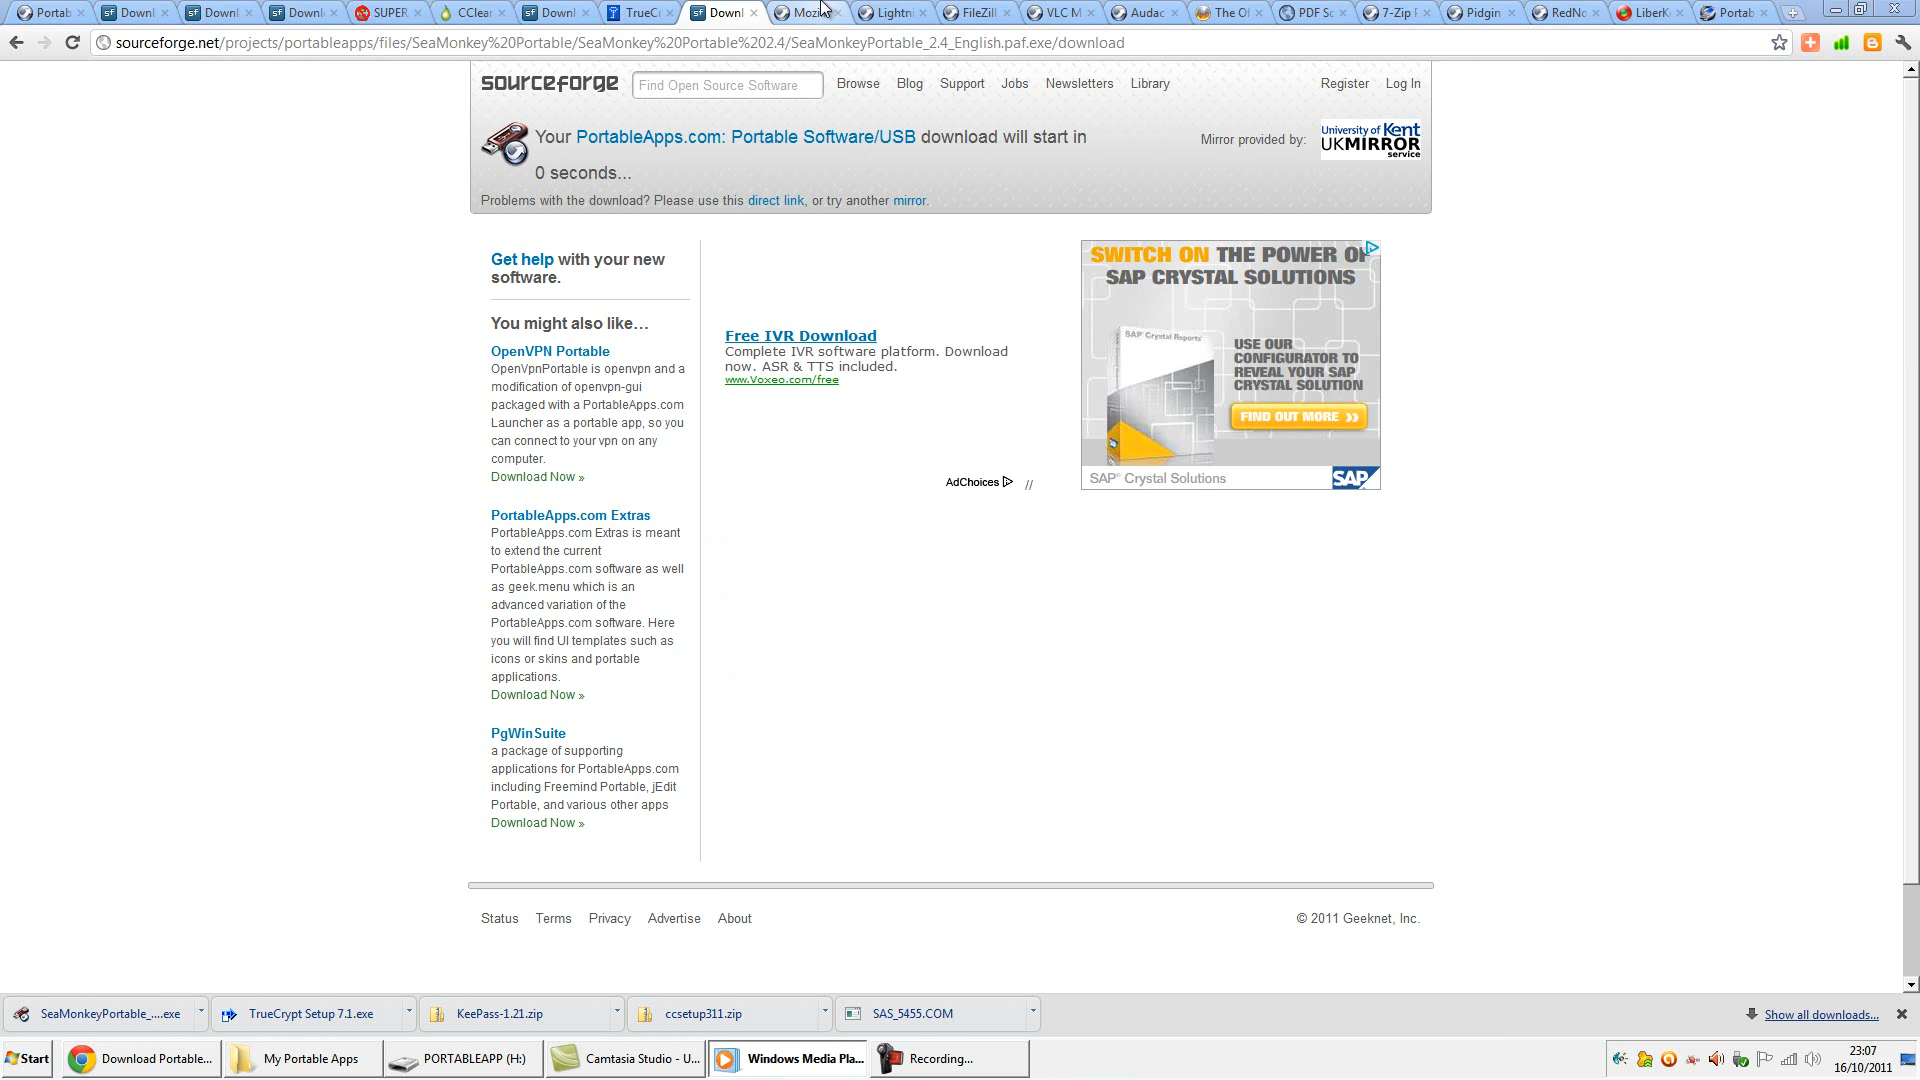 Portab
Downl
Downl
Downl
SUPER
CClear
Downl
TrueC
Downl
Mozil
Lightni
FileZill
VLC M
Audac
The O
PDF S
7-Zip
Pidgin
RedNo
LiberK
Portab
sourceforge.net/projects/portableapps/files/SeaMonkey%20Portable/SeaMonkey%20Portable%202.4/SeaMonkeyPortable_2.4_English.paf.exe/download
sourceforge
Find Open Source Software
Browse Blog Support Jobs Newsletters Library
Register Log In
Your PortableApps.com: Portable Software/USB download will start in
0 seconds...
Mirror provided by:
University of Kent
UKMIRROR
service
Problems with the download? Please use this direct link, or try another mirror.
Get help with your new
software.
You might also like…
OpenVPN Portable
OpenVpnPortable is openvpn and a
modification of openvpn-gui
packaged with a PortableApps.com
Launcher as a portable app, so you
can connect to your vpn on any
computer.
Download Now »
PortableApps.com Extras
PortableApps.com Extras is meant
to extend the current
PortableApps.com software as well
as geek.menu which is an
advanced variation of the
PortableApps.com software. Here
you will find UI templates such as
icons or skins and portable
applications.
Download Now »
PgWinSuite
a package of supporting
applications for PortableApps.com
including Freemind Portable, jEdit
Portable, and various other apps
Download Now »
Free IVR Download
Complete IVR software platform. Download
now. ASR & TTS included.
www.Voxeo.com/free
AdChoices
//
SWITCH ON THE POWER OF
SAP CRYSTAL SOLUTIONS
SAP Crystal Reports
USE OUR
CONFIGURATOR TO
REVEAL YOUR SAP
CRYSTAL SOLUTION
FIND OUT MORE »
SAP® Crystal Solutions
SAP
Status Terms Privacy Advertise About
© 2011 Geeknet, Inc.
SeaMonkeyPortable_....exe
TrueCrypt Setup 7.1.exe
KeePass-1.21.zip
ccsetup311.zip
SAS_5455.COM
Show all downloads...
Start
Download Portable...
My Portable Apps
PORTABLEAPP (H:)
Camtasia Studio - U...
Windows Media Pla...
Recording...
23:07
16/10/2011